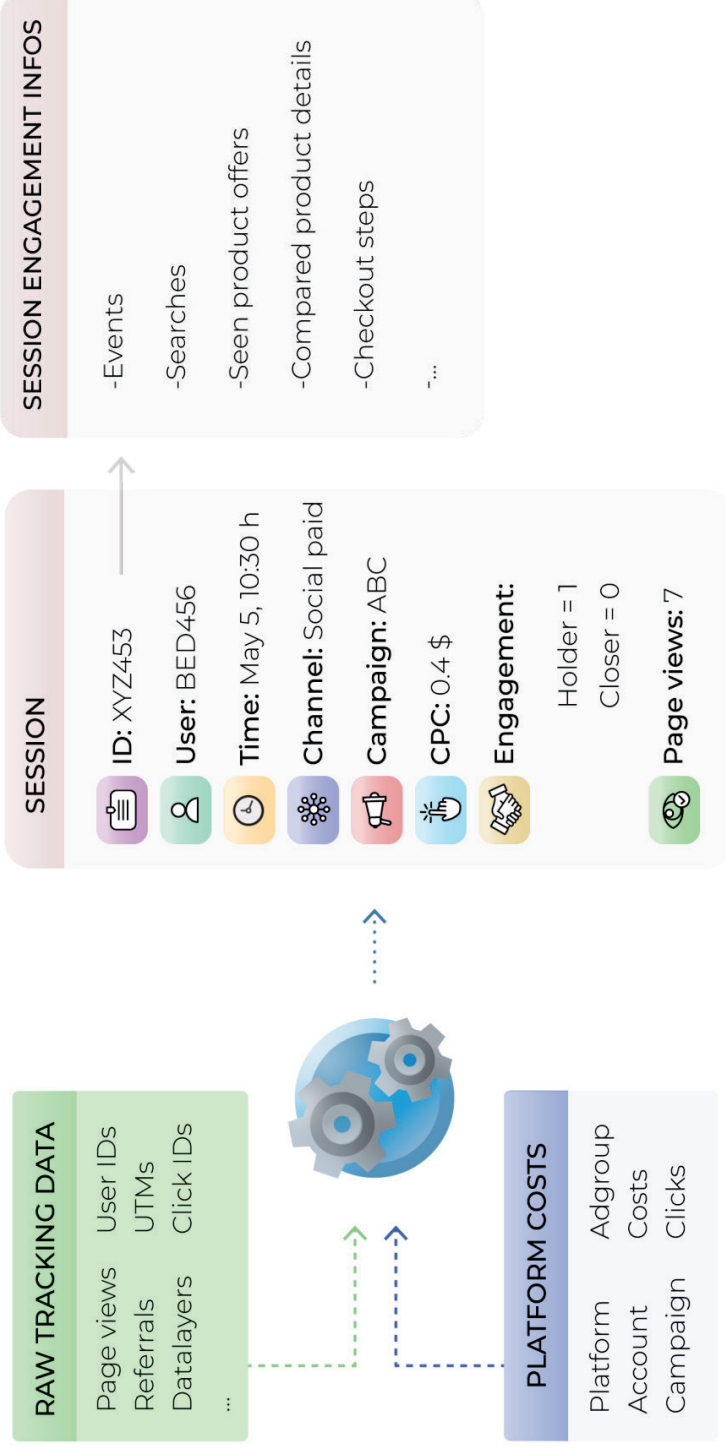 RAW TRACKING DATA
Page views User IDs
Referrals UTMs
Datalayers Click IDs
...
PLATFORM COSTS
Platform Adgroup
Account Costs
Campaign Clicks
SESSION
ID: XYZ453
User: BED456
Time: May 5, 10:30 h
Channel: Social paid
Campaign: ABC
CPC: 0.4 $
Engagement:
Holder = 1
Closer = 0
Page views: 7
SESSION ENGAGEMENT INFOS
-Events
-Searches
-Seen product offers
-Compared product details
-Checkout steps
-...